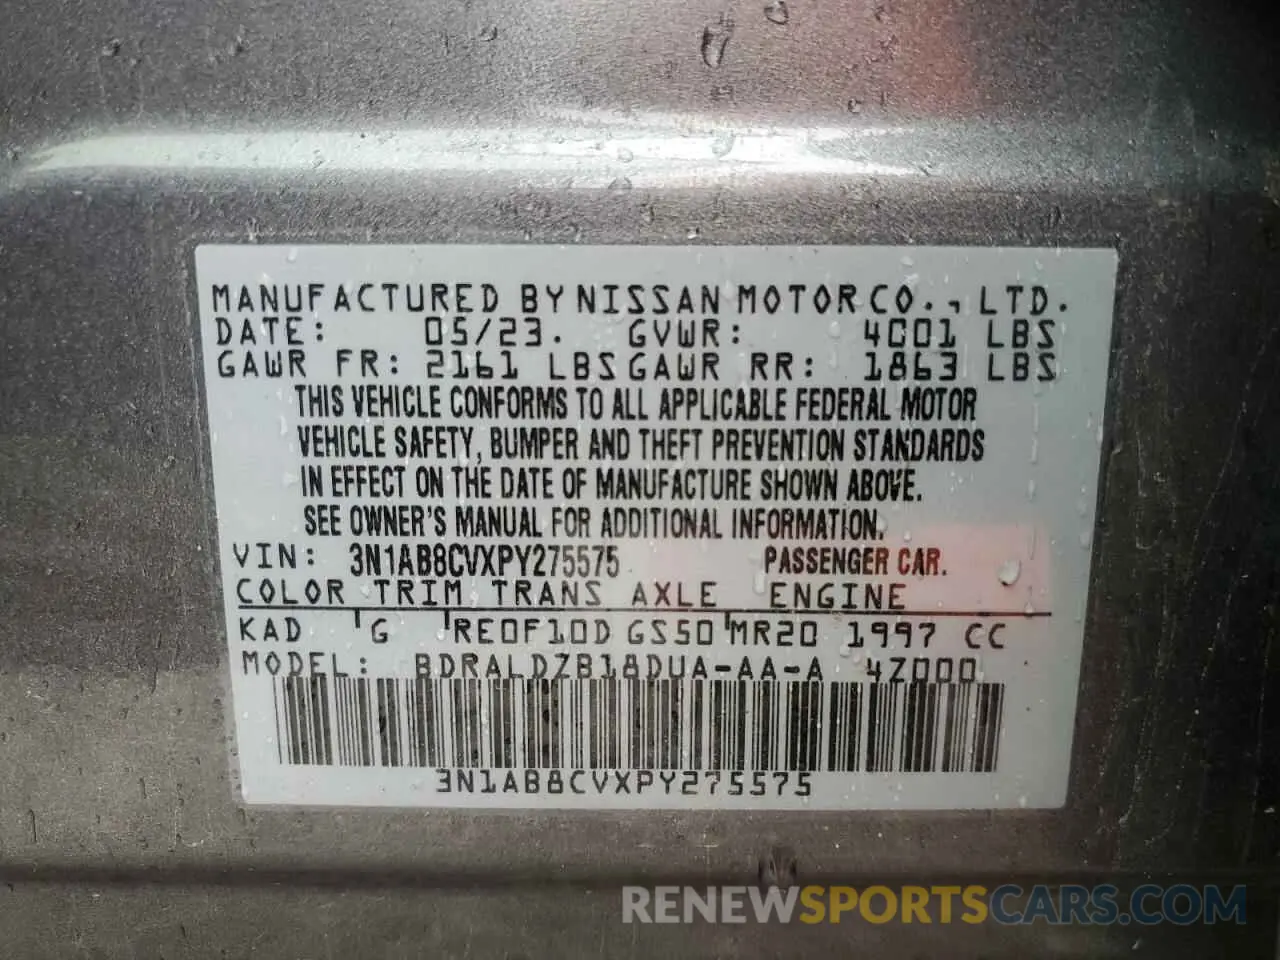 MANUFACTURED BY NISSAN MOTOR CO., LTD.
DATE: 05/23. GVWR: 4001 LBS
GAWR FR: 2161 LBS GAWR RR: 1863 LBS
THIS VEHICLE CONFORMS TO ALL APPLICABLE FEDERAL MOTOR
VEHICLE SAFETY, BUMPER AND THEFT PREVENTION STANDARDS
IN EFFECT ON THE DATE OF MANUFACTURE SHOWN ABOVE.
SEE OWNER'S MANUAL FOR ADDITIONAL INFORMATION.
VIN: 3N1AB8CVXPY275575 PASSENGER CAR.
COLOR TRIM TRANS AXLE ENGINE
KAD G RE0F10D GS50 MR20 1997 CC
MODEL: BDRALDZB18DUA-AA-A 4Z000
3N1AB8CVXPY275575
RENEWSPORTSCARS.COM